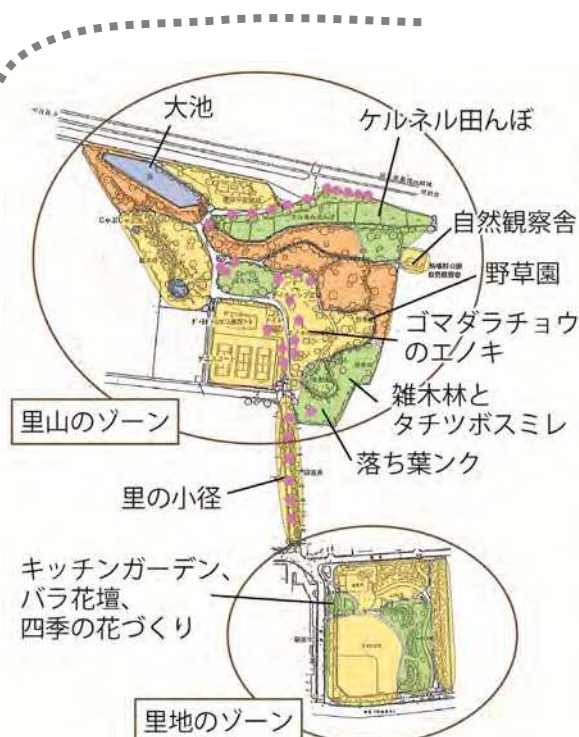 大池
ケルネル田んぼ
自然観察舎
野草園
ゴマダラチョウ
のエノキ
雑木林と
タチツボスミレ
里山のゾーン
落ち葉ンク
里の小径
キッチンガーデン、
バラ花壇、
四季の花づくり
里地のゾーン